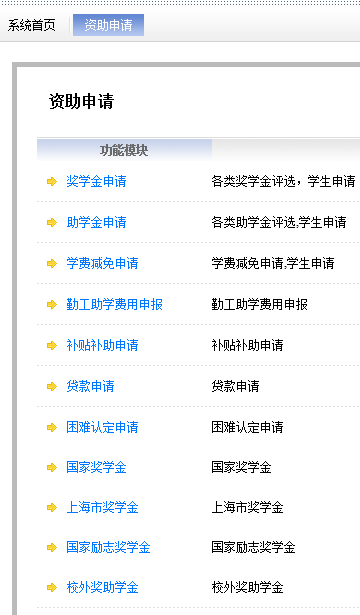 系统首页 资助申请
资助申请
功能模块
奖学金申请 各类奖学金评选，学生申请
助学金申请 各类助学金评选,学生申请
学费减免申请 学费减免申请,学生申请
勤工助学费用申报 勤工助学费用申报
补贴补助申请 补贴补助申请
贷款申请 贷款申请
困难认定申请 困难认定申请
国家奖学金 国家奖学金
上海市奖学金 上海市奖学金
国家励志奖学金 国家励志奖学金
校外奖助学金 校外奖助学金